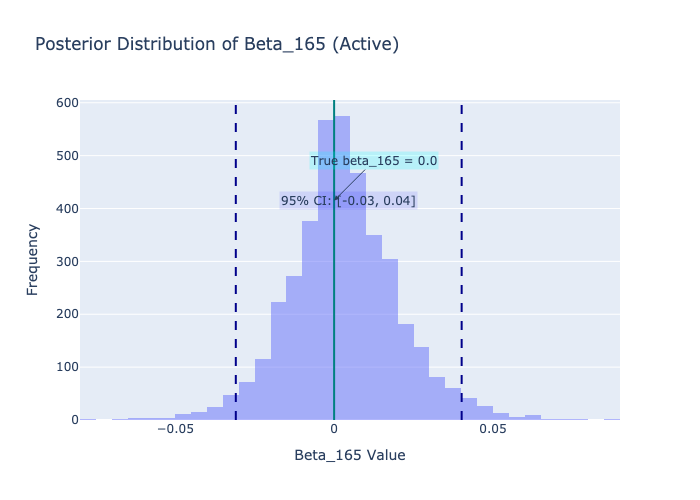 Posterior Distribution of Beta_165 (Active)
600
500
400
300
200
100
0
Frequency
True beta_165 = 0.0
95% CI: [-0.03, 0.04]
−0.05
0
0.05
Beta_165 Value